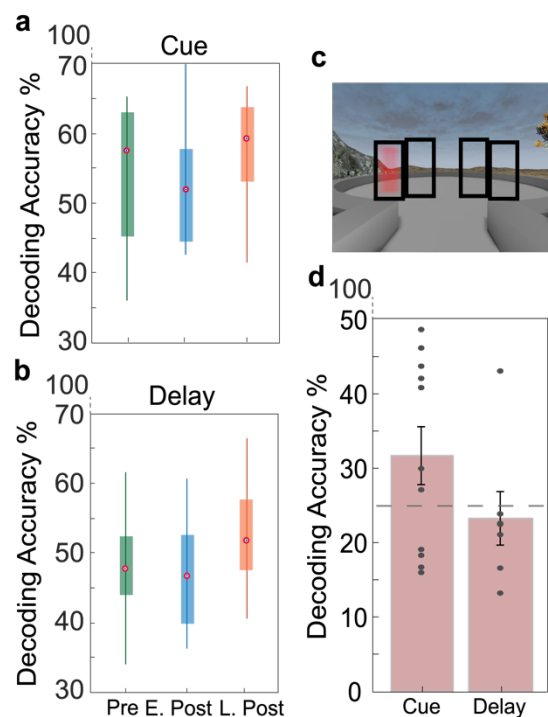 a
Cue
100
70
60
50
40
30
Decoding Accuracy %
b
Delay
100
70
60
50
40
30
Decoding Accuracy %
Pre E. Post L. Post
c
d
100
50
40
30
20
10
0
Decoding Accuracy %
Cue Delay